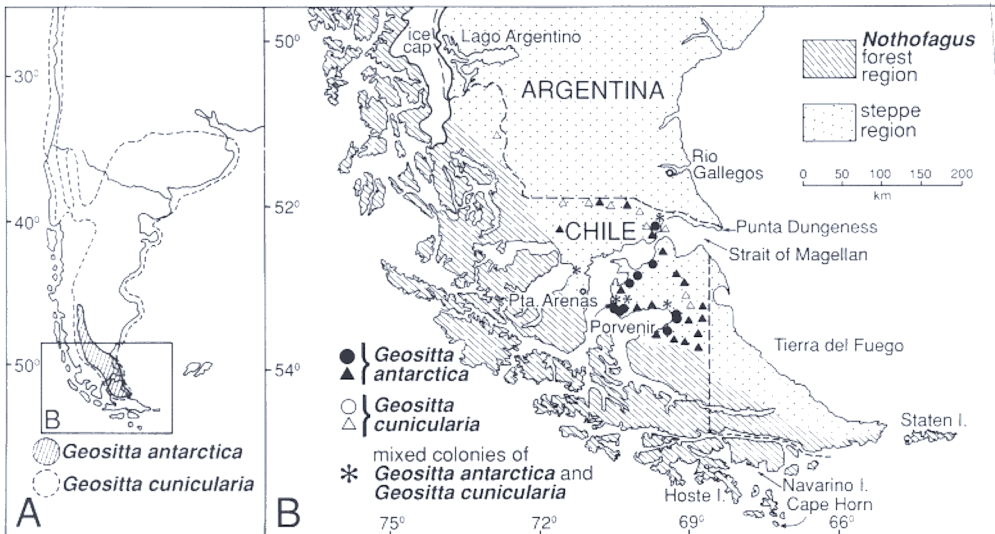 30°
40°
50°
B
Geositta antarctica
Geositta cunicularia
A
50°
52°
54°
ice
cap
Lago Argentino
ARGENTINA
Nothofagus
forest
region
steppe
region
0 50 100 150 200
km
Rio
Gallegos
CHILE
Punta Dungeness
Strait of Magellan
Pta. Arenas
Porvenir
Tierra del Fuego
Geositta
antarctica
Geositta
cunicularia
mixed colonies of
Geositta antarctica and
Geositta cunicularia
Staten I.
Navarino I.
Hoste I.
Cape Horn
B
75° 72° 69° 66°